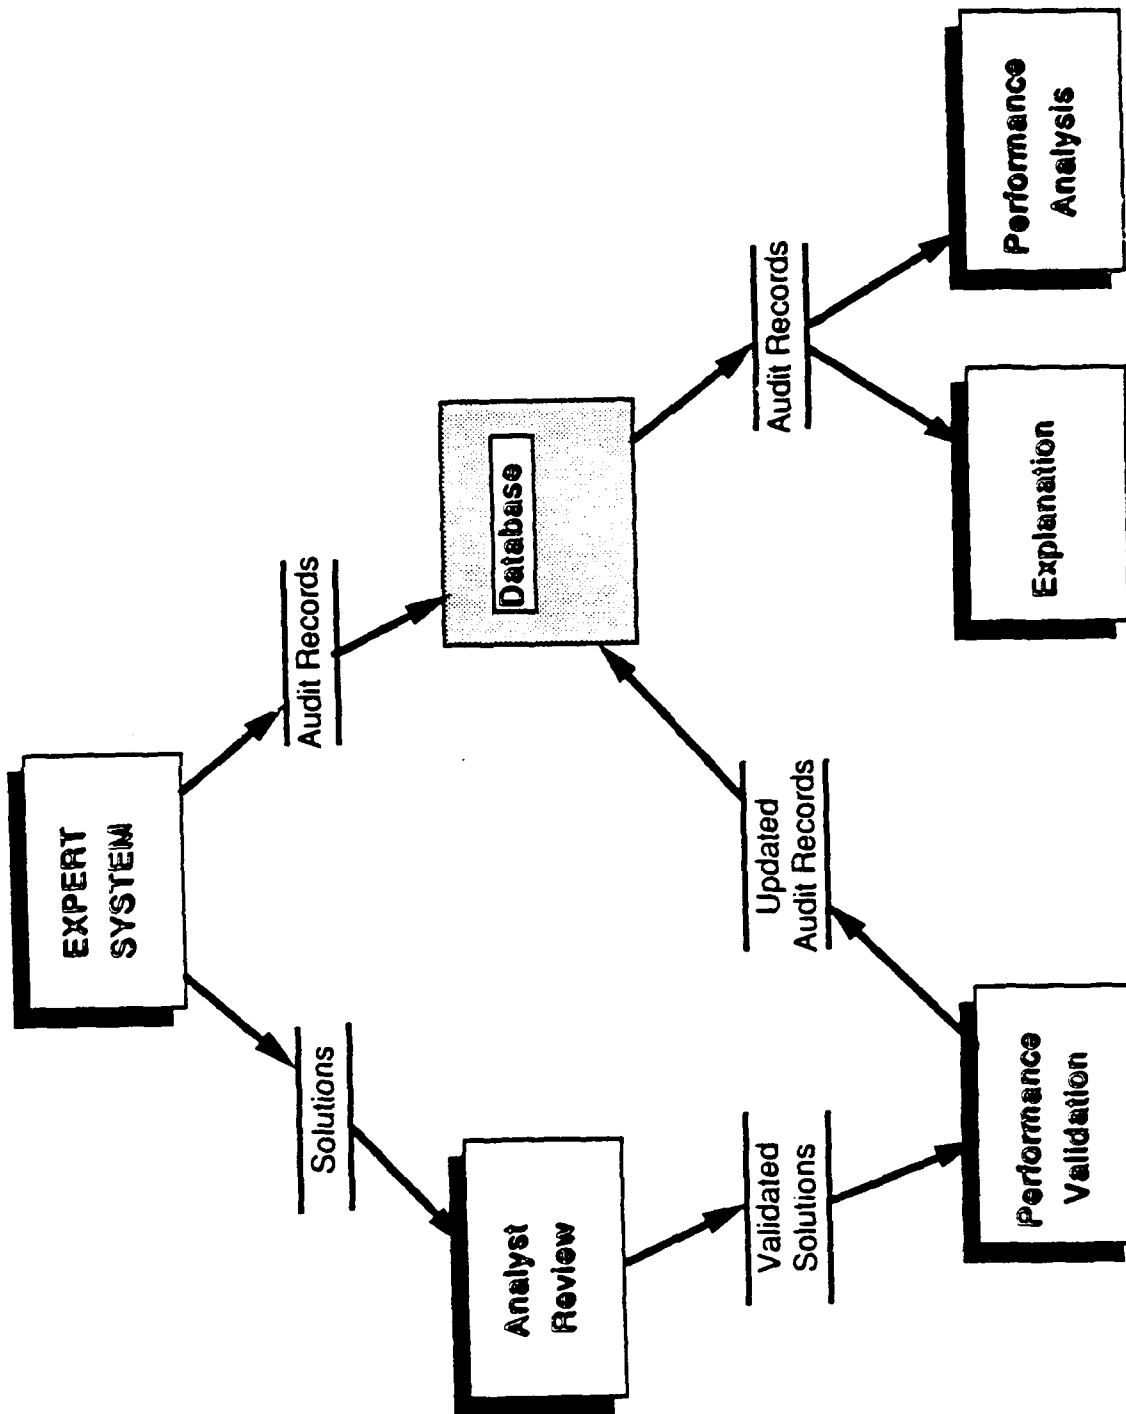 EXPERT
SYSTEM
Solutions
Audit Records
Analyst
Review
Database
Validated
Solutions
Updated
Audit Records
Audit Records
Performance
Validation
Explanation
Performance
Analysis